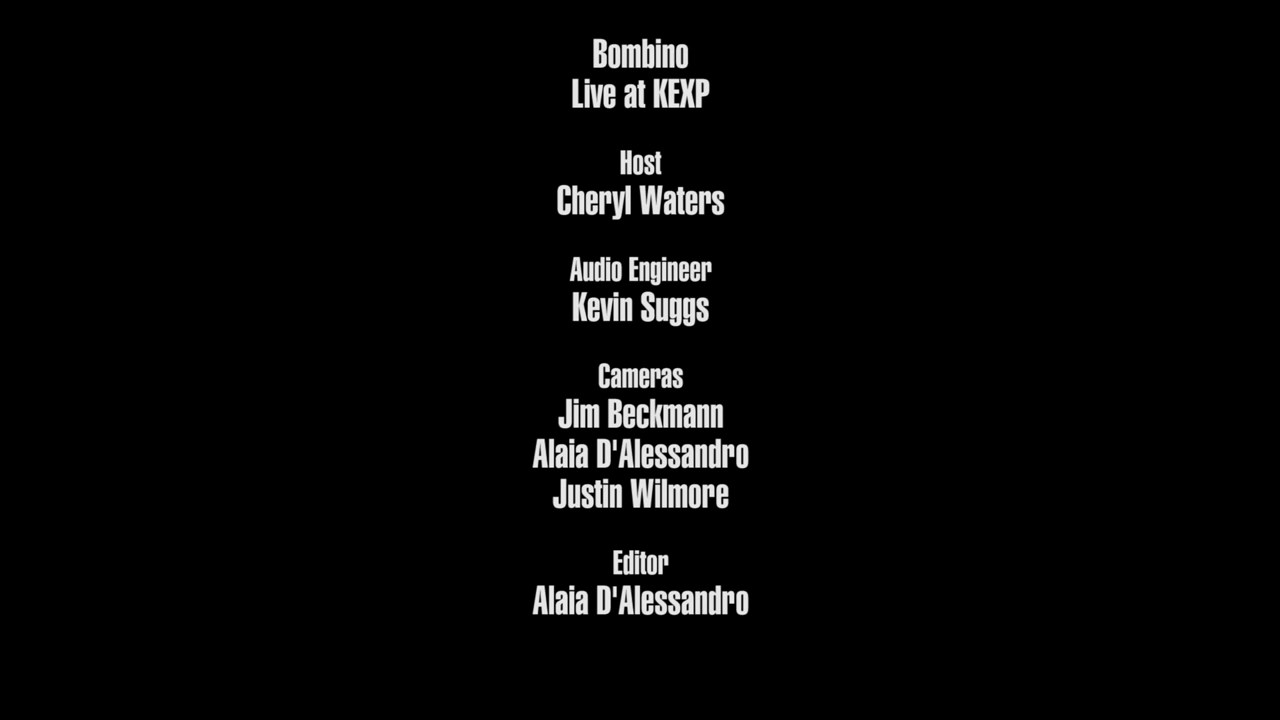 Bombino
Live at KEXP
Host
Cheryl Waters
Audio Engineer
Kevin Suggs
Cameras
Jim Beckmann
Alaia D'Alessandro
Justin Wilmore
Editor
Alaia D'Alessandro